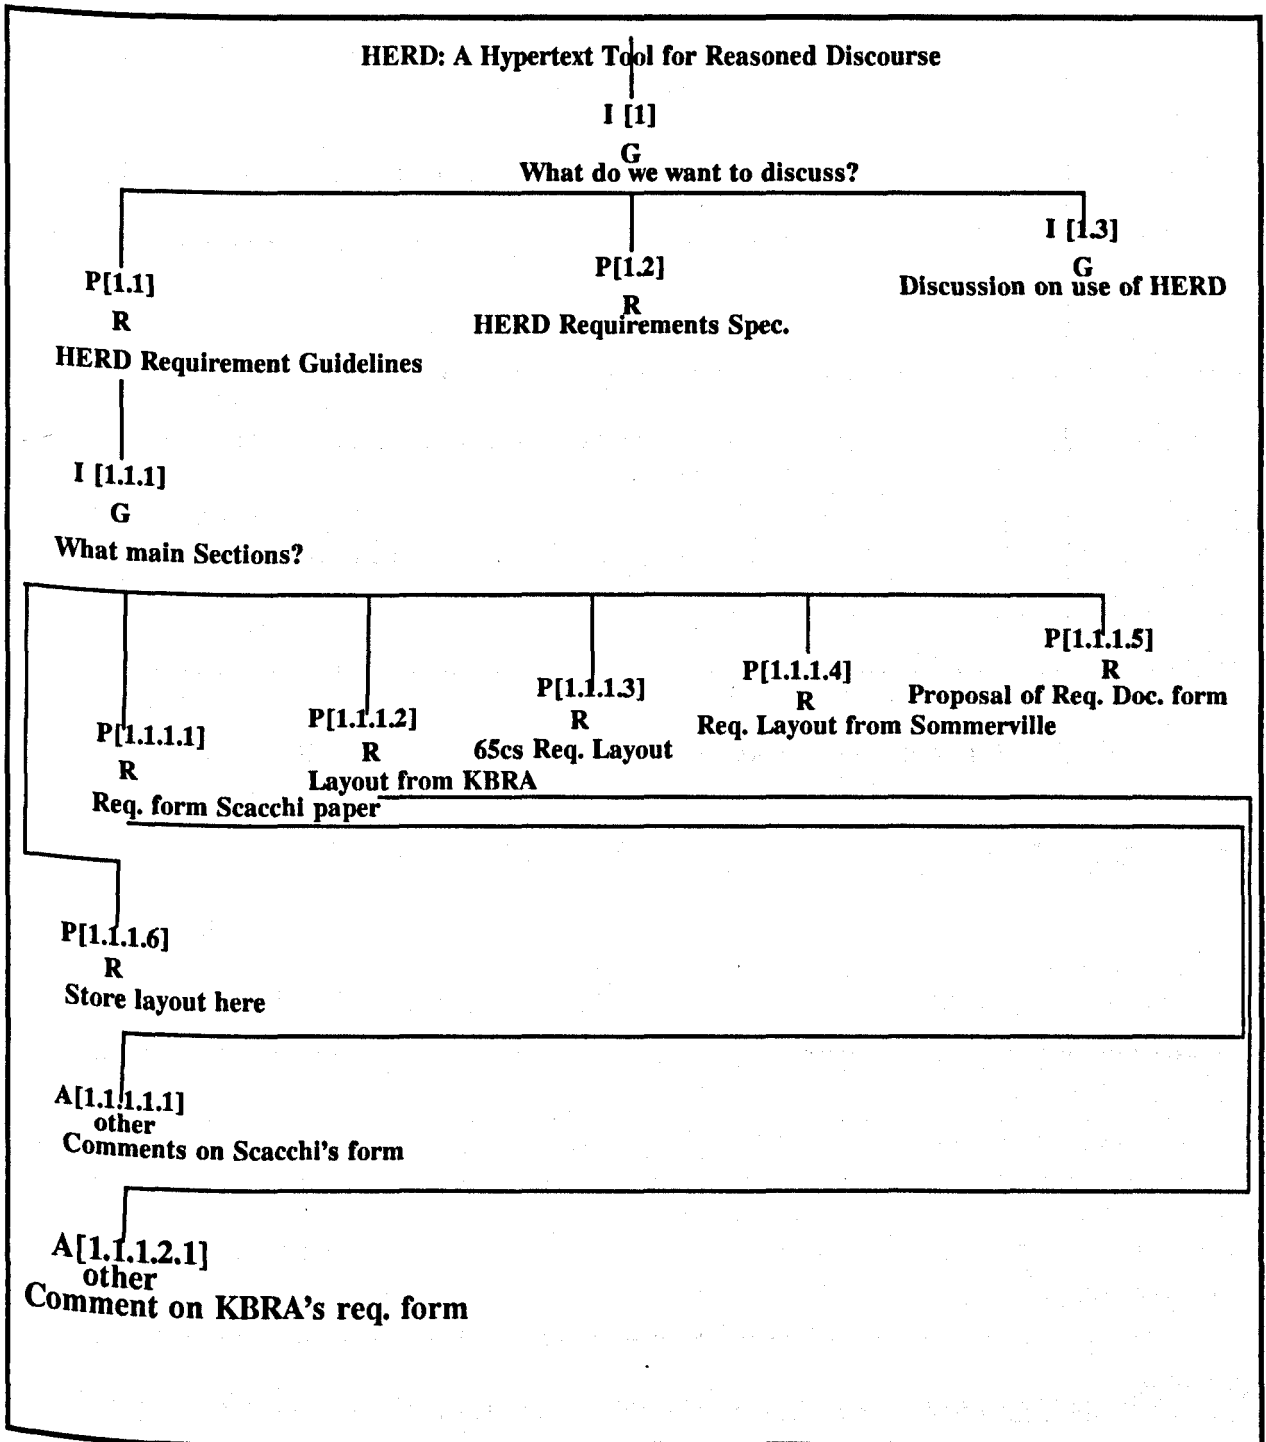 HERD: A Hypertext Tool for Reasoned Discourse
I [1]
G
What do we want to discuss?
P[1.1]
R
HERD Requirement Guidelines
P[1.2]
R
HERD Requirements Spec.
I [1.3]
G
Discussion on use of HERD
I [1.1.1]
G
What main Sections?
P[1.1.1.1]
R
Req. form Scacchi paper
P[1.1.1.2]
R
Layout from KBRA
P[1.1.1.3]
R
65cs Req. Layout
P[1.1.1.4]
R
Req. Layout from Sommerville
P[1.1.1.5]
R
Proposal of Req. Doc. form
P[1.1.1.6]
R
Store layout here
A[1.1.1.1.1]
other
Comments on Scacchi's form
A[1.1.1.2.1]
other
Comment on KBRA's req. form